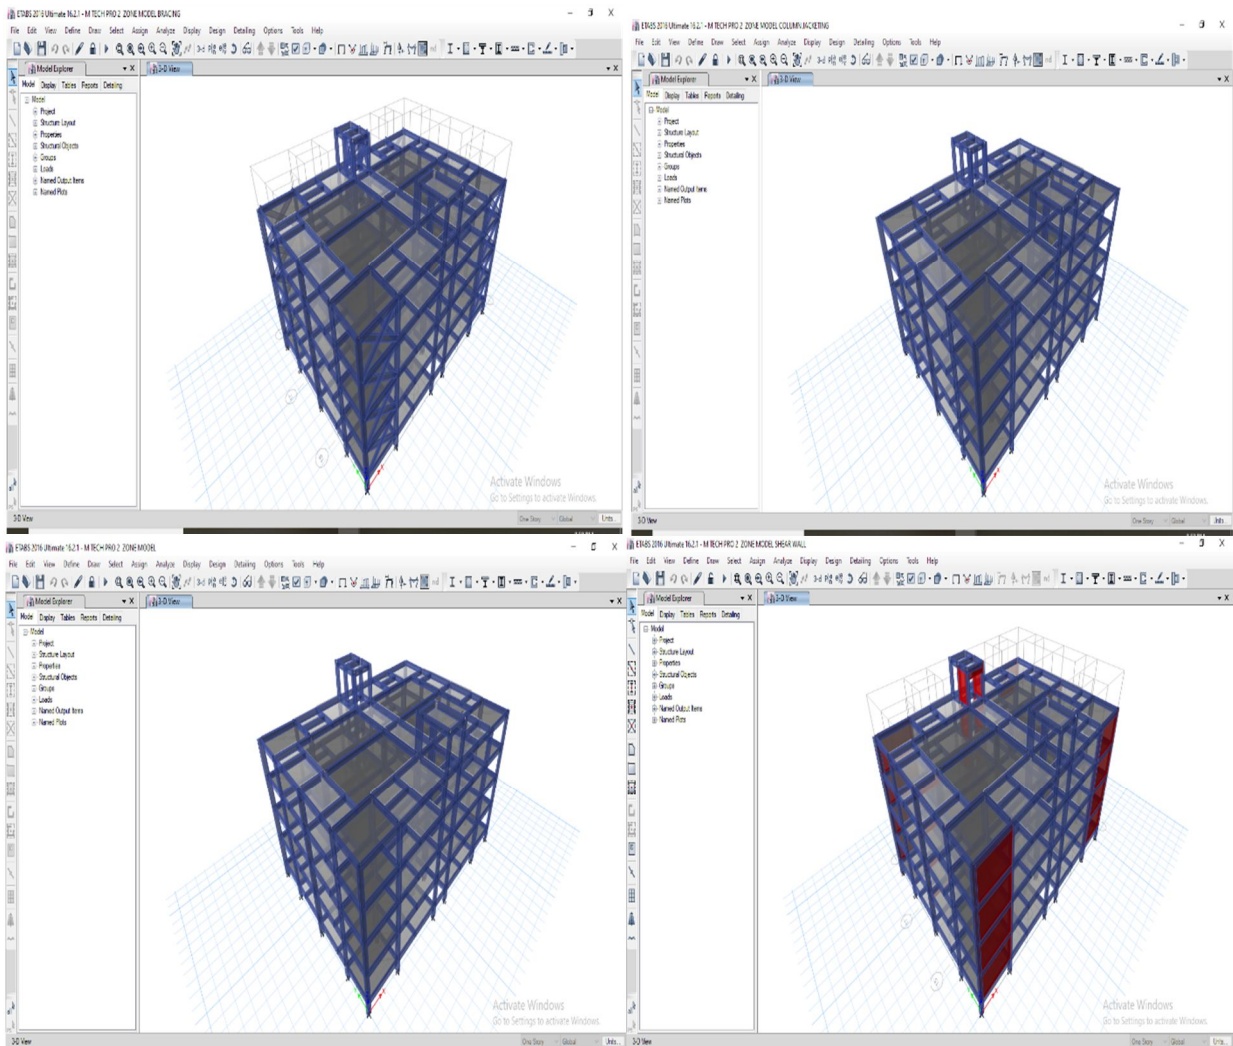 ETABS 2016 Ultimate 16.2.1 - M TECH PRO 2 ZONE MODEL BRACING
File Edit View Define Draw Select Assign Analyze Display Design Detailing Options Tools Help
Model Explorer
3-D View
Model Display Tables Reports Detailing
Model
Project
Structure Layout
Properties
Structural Objects
Groups
Loads
Named Output Items
Named Plots
Activate Windows
Go to Settings to activate Windows.
3-D View
One Story Global Units...
ETABS 2016 Ultimate 16.2.1 - M TECH PRO 2 ZONE MODEL COLUMN JACKETING
File Edit View Define Draw Select Assign Analyze Display Design Detailing Options Tools Help
Model Explorer
3-D View
Model Display Tables Reports Detailing
Model
Project
Structure Layout
Properties
Structural Objects
Groups
Loads
Named Output Items
Named Plots
Activate Windows
Go to Settings to activate Windows.
3-D View
One Story Global Units
ETABS 2016 Ultimate 16.2.1 - M TECH PRO 2 ZONE MODEL
File Edit View Define Draw Select Assign Analyze Display Design Detailing Options Tools Help
Model Explorer
3-D View
Model Display Tables Reports Detailing
Model
Project
Structure Layout
Properties
Structural Objects
Groups
Loads
Named Output Items
Named Plots
Activate Windows
Go to Settings to activate Windows.
3-D View
One Story Global Units...
ETABS 2016 Ultimate 16.2.1 - M TECH PRO 2 ZONE MODEL SHEAR WALL
File Edit View Define Draw Select Assign Analyze Display Design Detailing Options Tools Help
Model Explorer
3-D View
Model Display Tables Reports Detailing
Model
Project
Structure Layout
Properties
Structural Objects
Groups
Loads
Named Output Items
Named Plots
Activate Windows
Go to Settings to activate Windows.
3-D View
One Story Global Units...